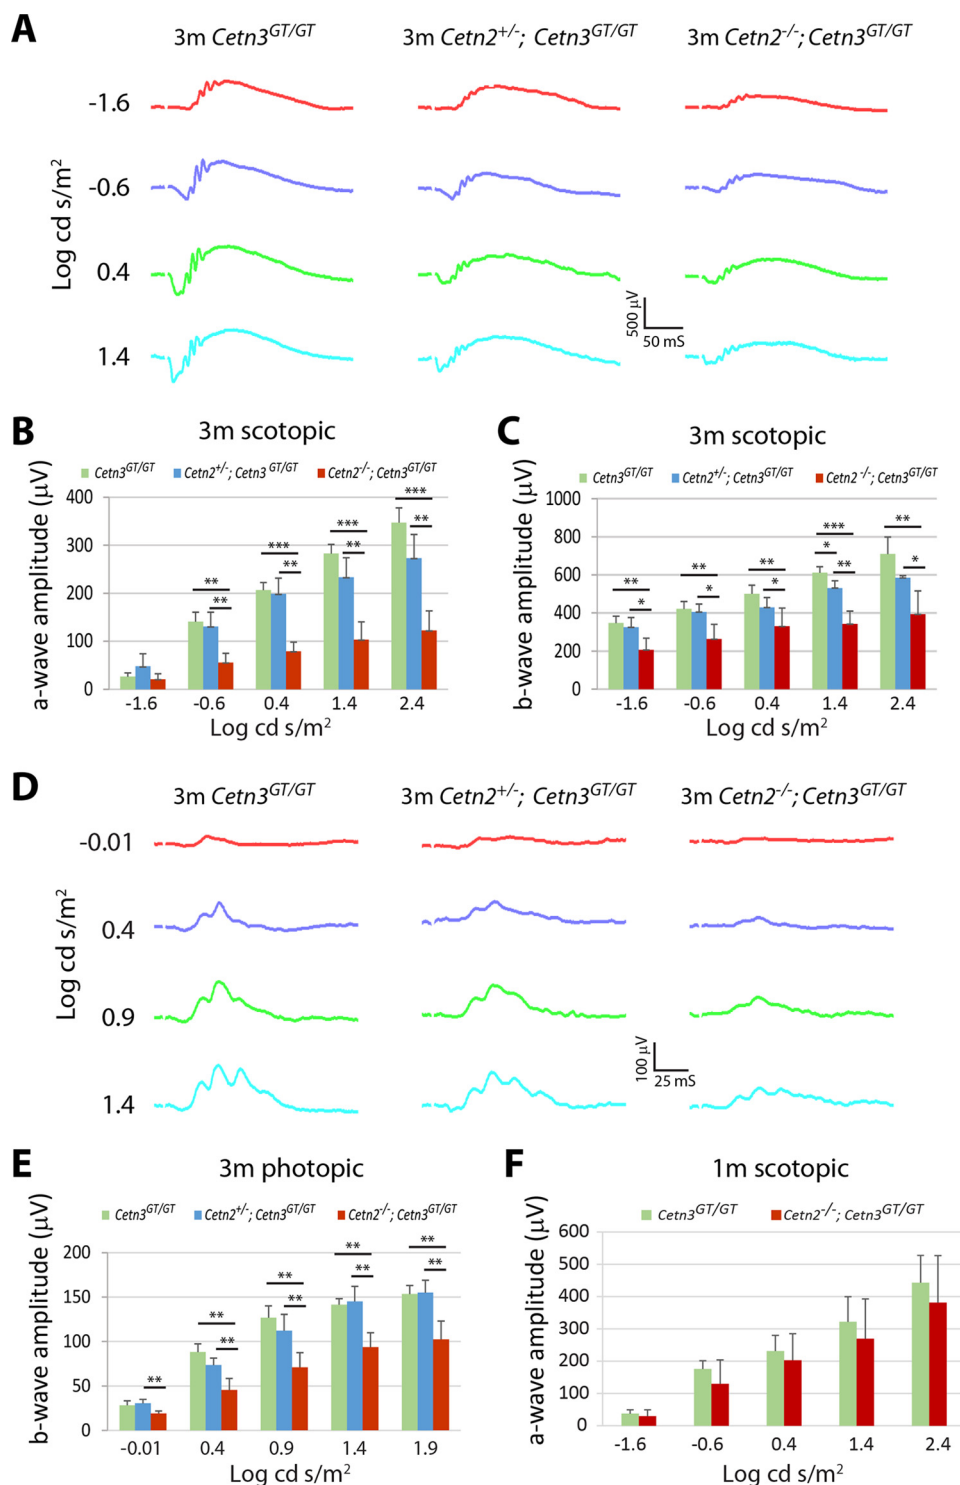 A
3m Cetn3GT/GT
3m Cetn2+/-; Cetn3GT/GT
3m Cetn2-/-; Cetn3GT/GT
Log cd s/m2
-1.6
-0.6
0.4
1.4
500 μV
50 mS
B
3m scotopic
Cetn3GT/GT
Cetn2+/-; Cetn3 GT/GT
Cetn2-/-; Cetn3GT/GT
a-wave amplitude (μV)
400
300
200
100
0
** ** *** ** *** ** *** **
-1.6 -0.6 0.4 1.4 2.4
Log cd s/m2
C
3m scotopic
Cetn3GT/GT
Cetn2+/-; Cetn3GT/GT
Cetn2-/-; Cetn3GT/GT
b-wave amplitude (μV)
1000
800
600
400
200
0
** * ** * ** * *** * ** ** *
-1.6 -0.6 0.4 1.4 2.4
Log cd s/m2
D
3m Cetn3GT/GT
3m Cetn2+/-; Cetn3GT/GT
3m Cetn2-/-; Cetn3GT/GT
Log cd s/m2
-0.01
0.4
0.9
1.4
100 μV
25 mS
E
3m photopic
Cetn3GT/GT
Cetn2+/-; Cetn3GT/GT
Cetn2-/-; Cetn3GT/GT
b-wave amplitude (μV)
200
150
100
50
0
** ** ** ** ** ** ** ** **
-0.01 0.4 0.9 1.4 1.9
Log cd s/m2
F
1m scotopic
Cetn3GT/GT
Cetn2-/-; Cetn3GT/GT
a-wave amplitude (μV)
600
500
400
300
200
100
0
-1.6 -0.6 0.4 1.4 2.4
Log cd s/m2